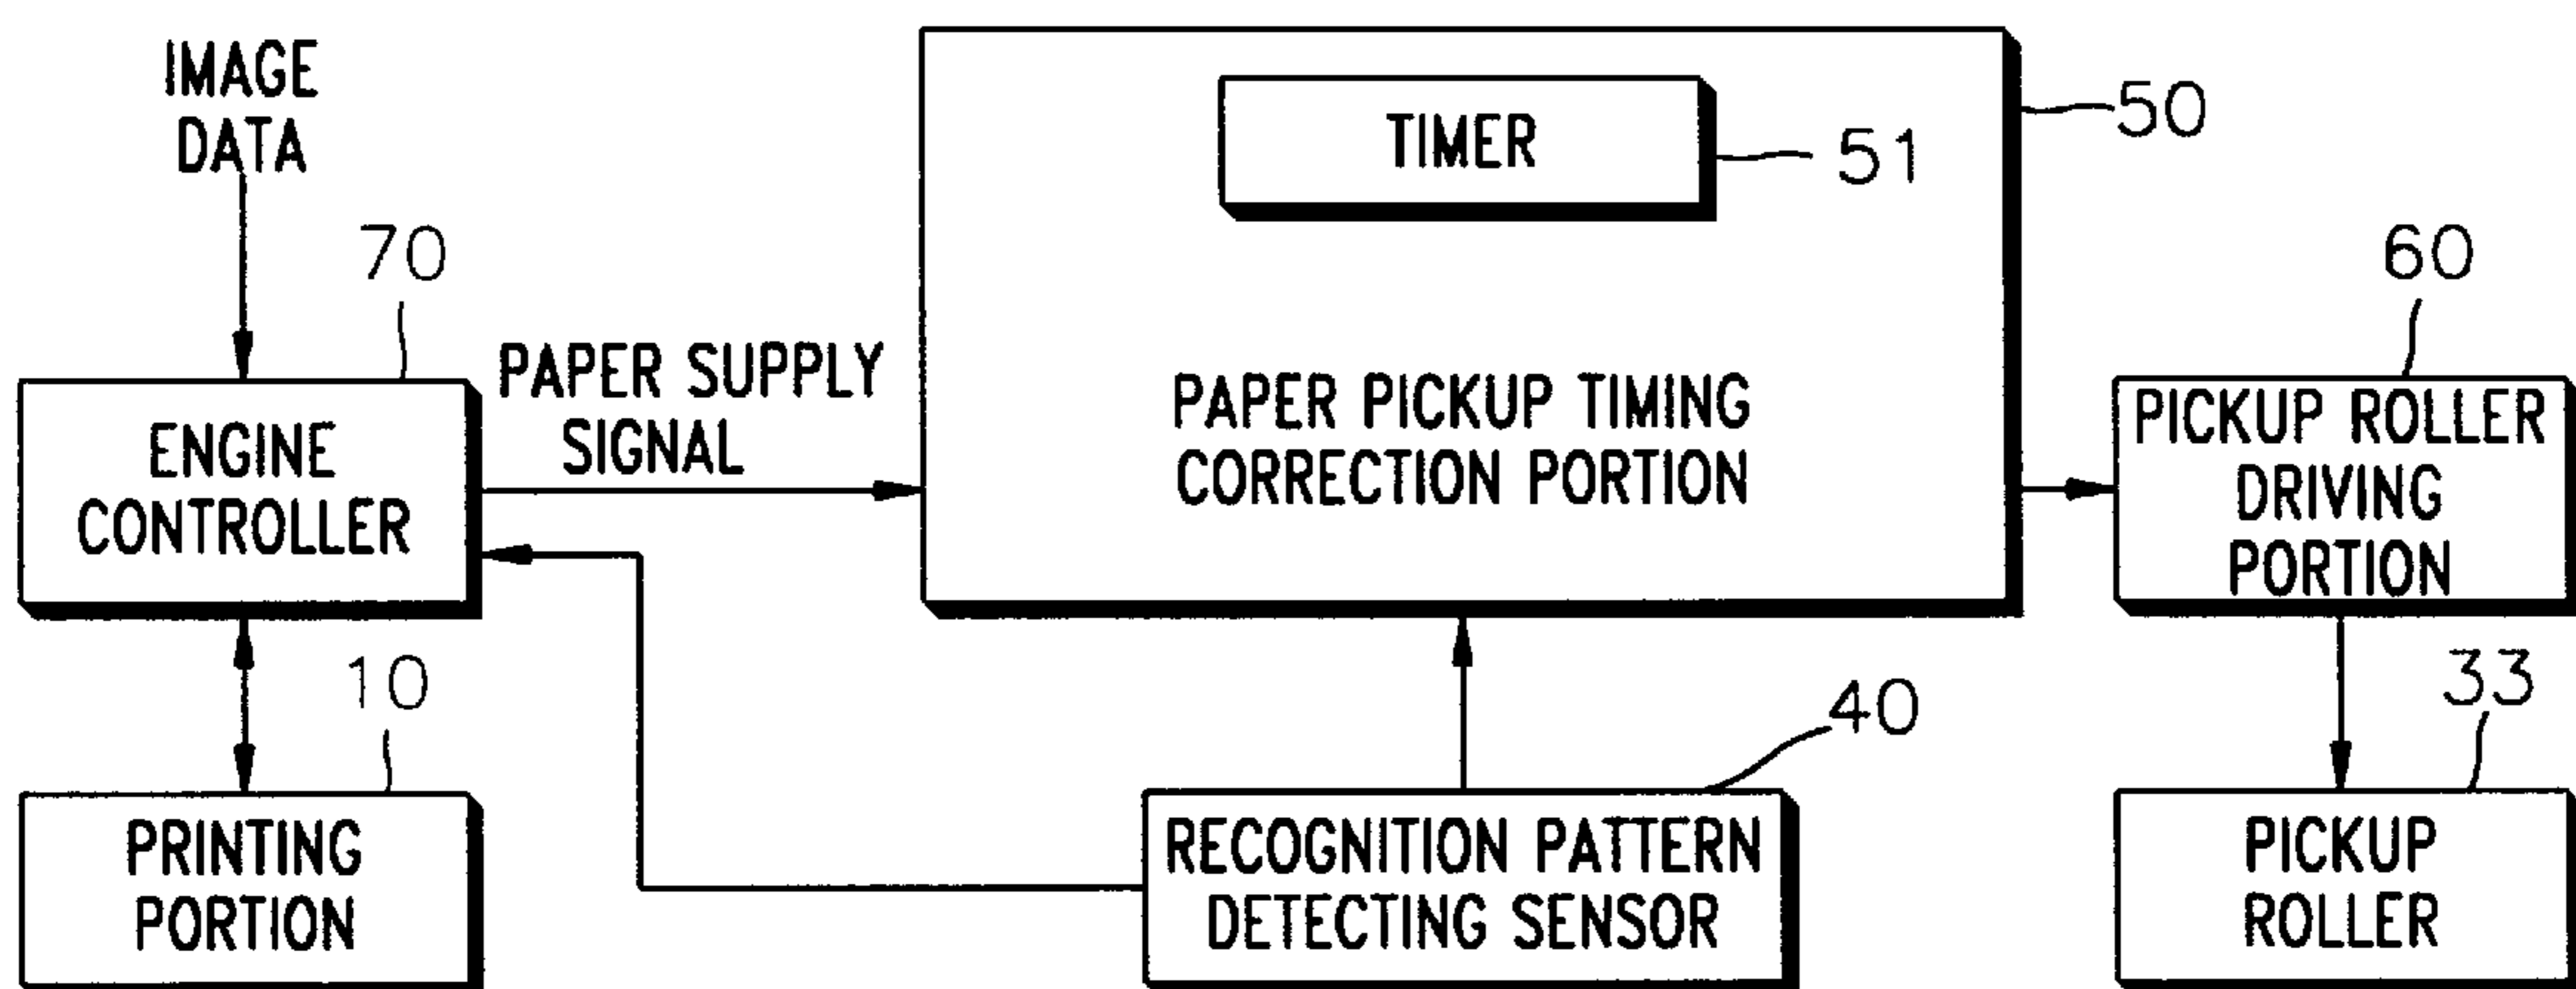 IMAGE
DATA
70
ENGINE
CONTROLLER
PAPER SUPPLY
SIGNAL
TIMER
51
50
PAPER PICKUP TIMING
CORRECTION PORTION
60
PICKUP ROLLER
DRIVING
PORTION
10
PRINTING
PORTION
40
RECOGNITION PATTERN
DETECTING SENSOR
33
PICKUP
ROLLER